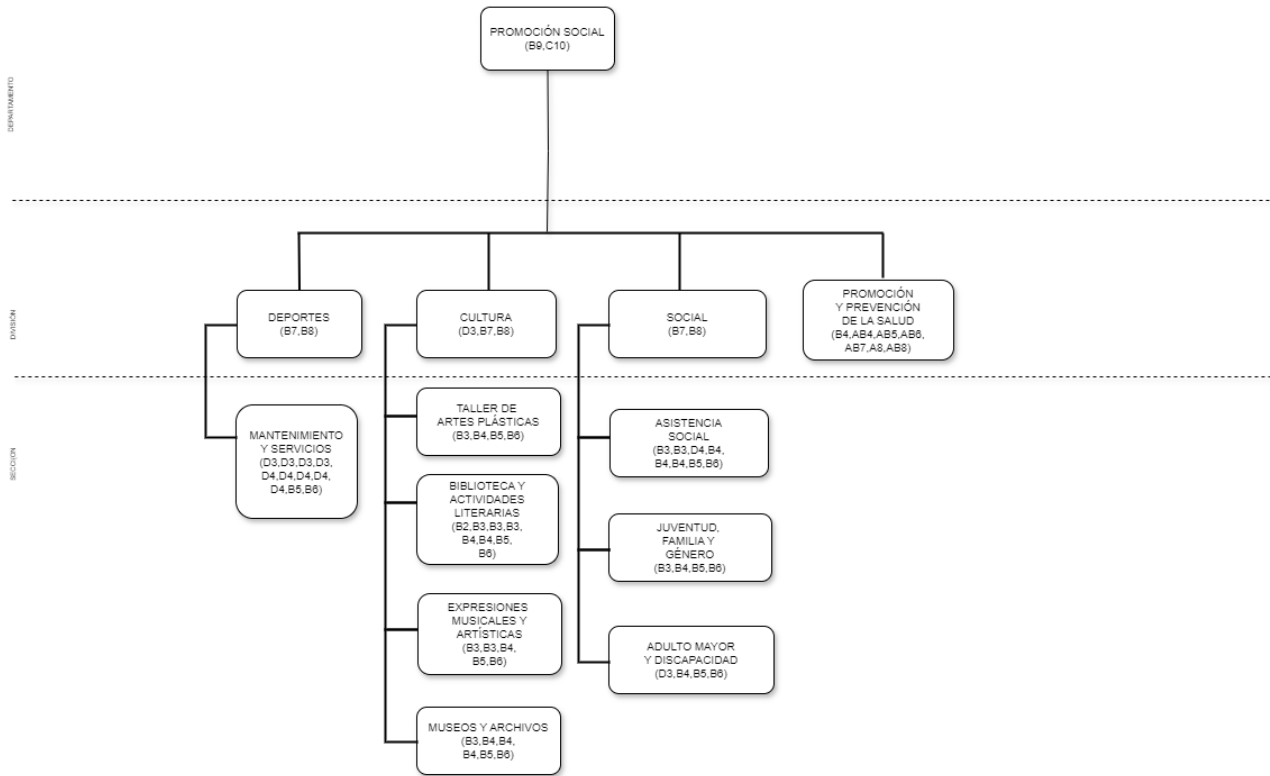 PROMOCIÓN SOCIAL
(B9,C10)
DEPARTAMENTO
DIVISIÓN
DEPORTES
(B7,B8)
CULTURA
(D3,B7,B8)
SOCIAL
(B7,B8)
PROMOCIÓN
Y PREVENCIÓN
DE LA SALUD
(B4,AB4,AB5,AB6,
AB7,A8,AB8)
SECCION
MANTENIMIENTO
Y SERVICIOS
(D3,D3,D3,D3,
D4,D4,D4,D4,
D4,B5,B6)
TALLER DE
ARTES PLÁSTICAS
(B3,B4,B5,B6)
BIBLIOTECA Y
ACTIVIDADES
LITERARIAS
(B2,B3,B3,B3,
B4,B4,B5,
B6)
EXPRESIONES
MUSICALES Y
ARTÍSTICAS
(B3,B3,B4,
B5,B6)
MUSEOS Y ARCHIVOS
(B3,B4,B4,
B4,B5,B6)
ASISTENCIA
SOCIAL
(B3,B3,D4,B4,
B4,B4,B5,B6)
JUVENTUD,
FAMILIA Y
GÉNERO
(B3,B4,B5,B6)
ADULTO MAYOR
Y DISCAPACIDAD
(D3,B4,B5,B6)